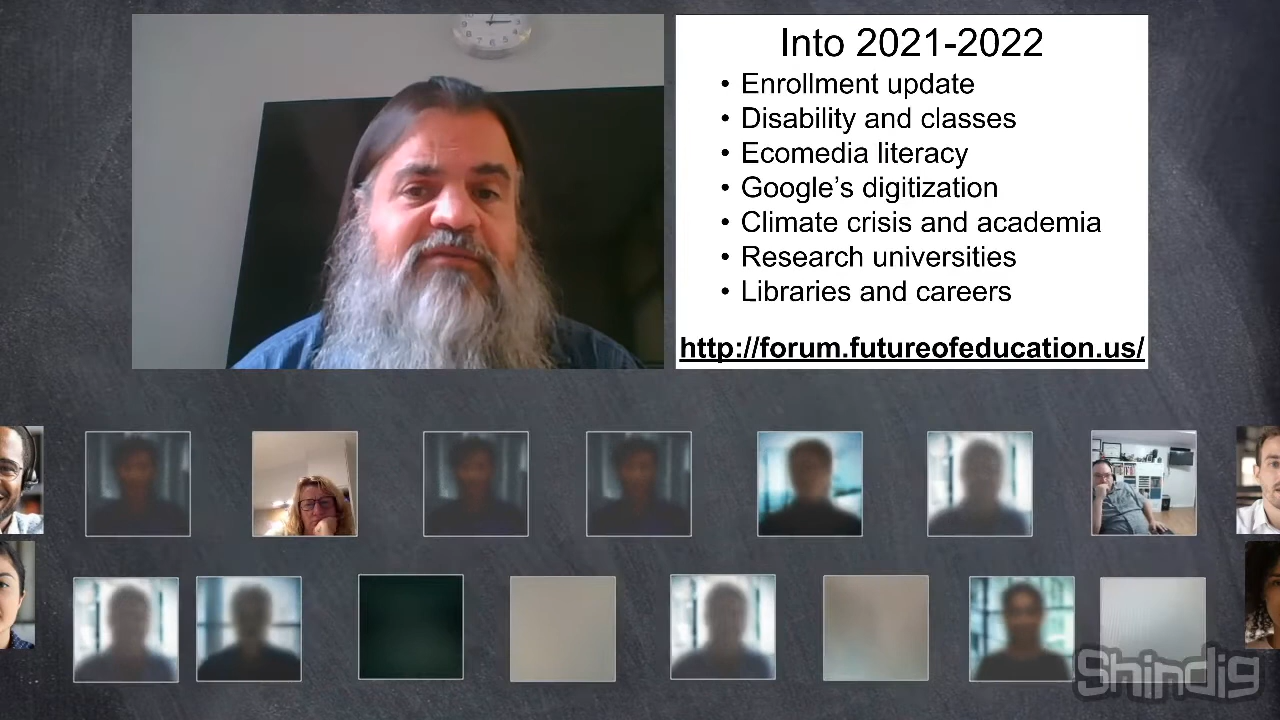 Into 2021-2022
• Enrollment update
• Disability and classes
• Ecomedia literacy
• Google's digitization
• Climate crisis and academia
• Research universities
• Libraries and careers
http://forum.futureofeducation.us/
Shindig